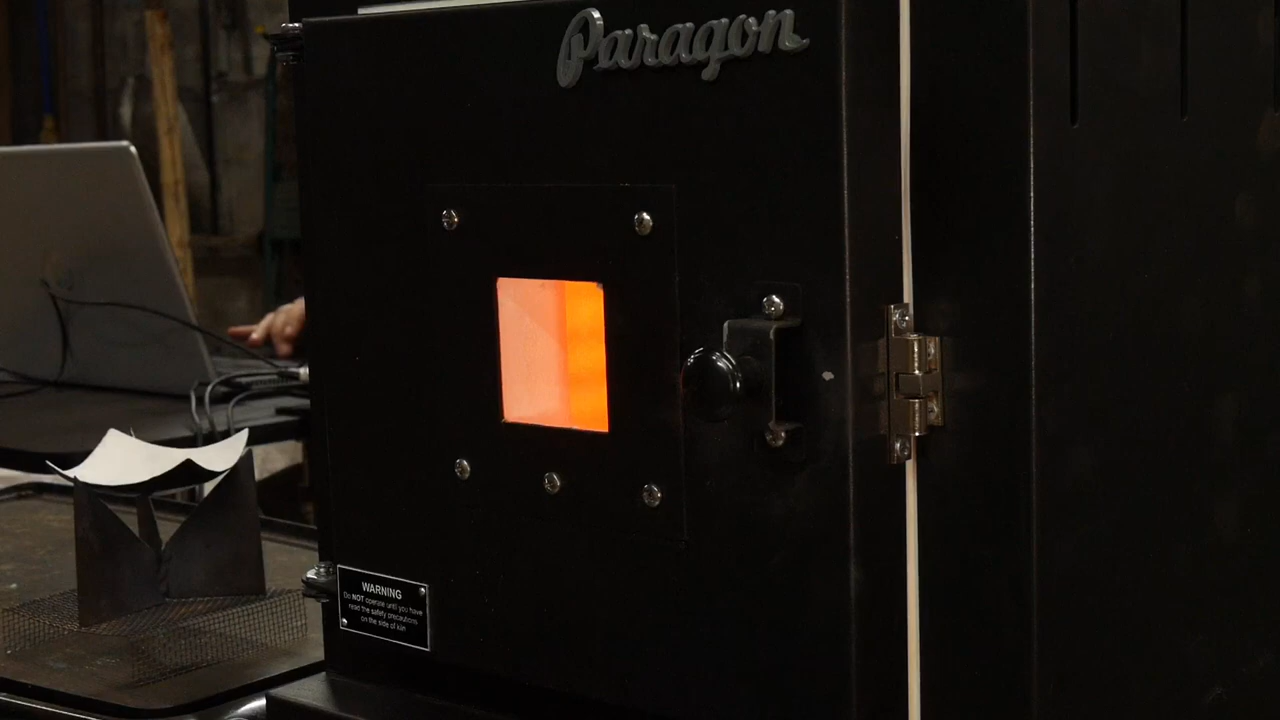 Paragon
WARNING
Do NOT operate until you have
read the safety precautions
on the side of kiln